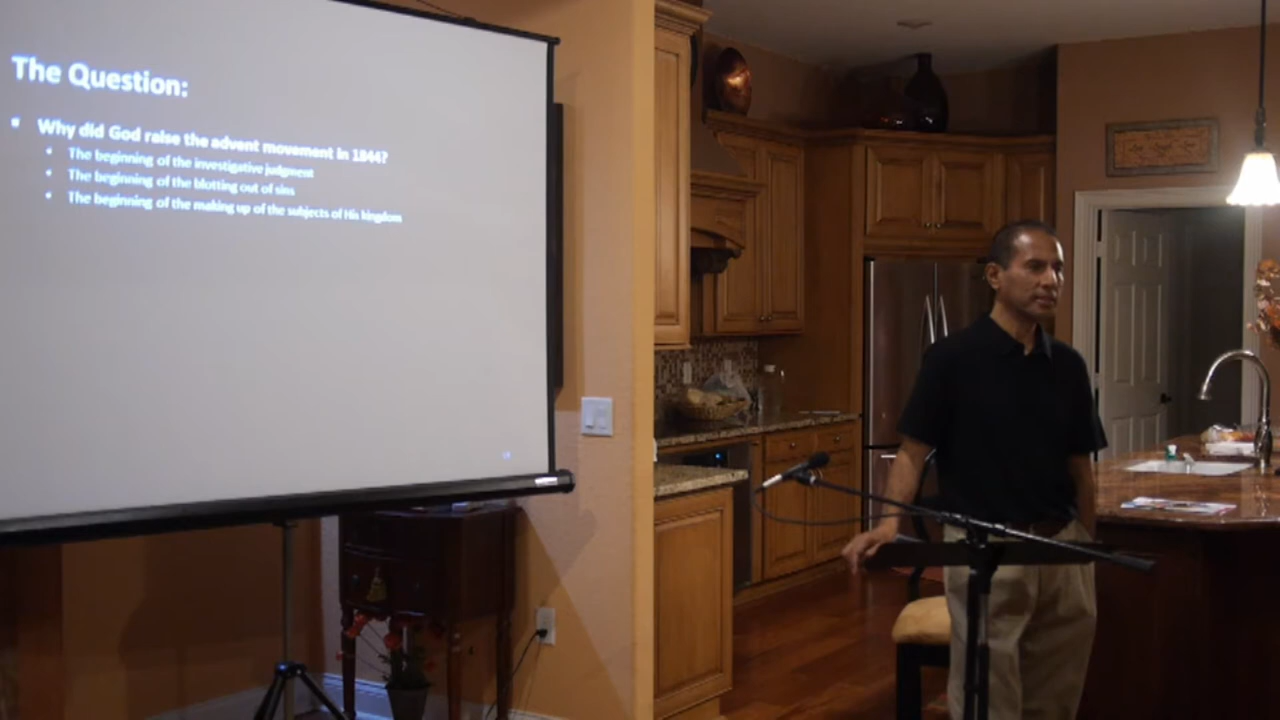 The Question:
Why did God raise the advent movement in 1844?
The beginning of the investigative judgment
The beginning of the blotting out of sins
The beginning of the making up of the subjects of His kingdom